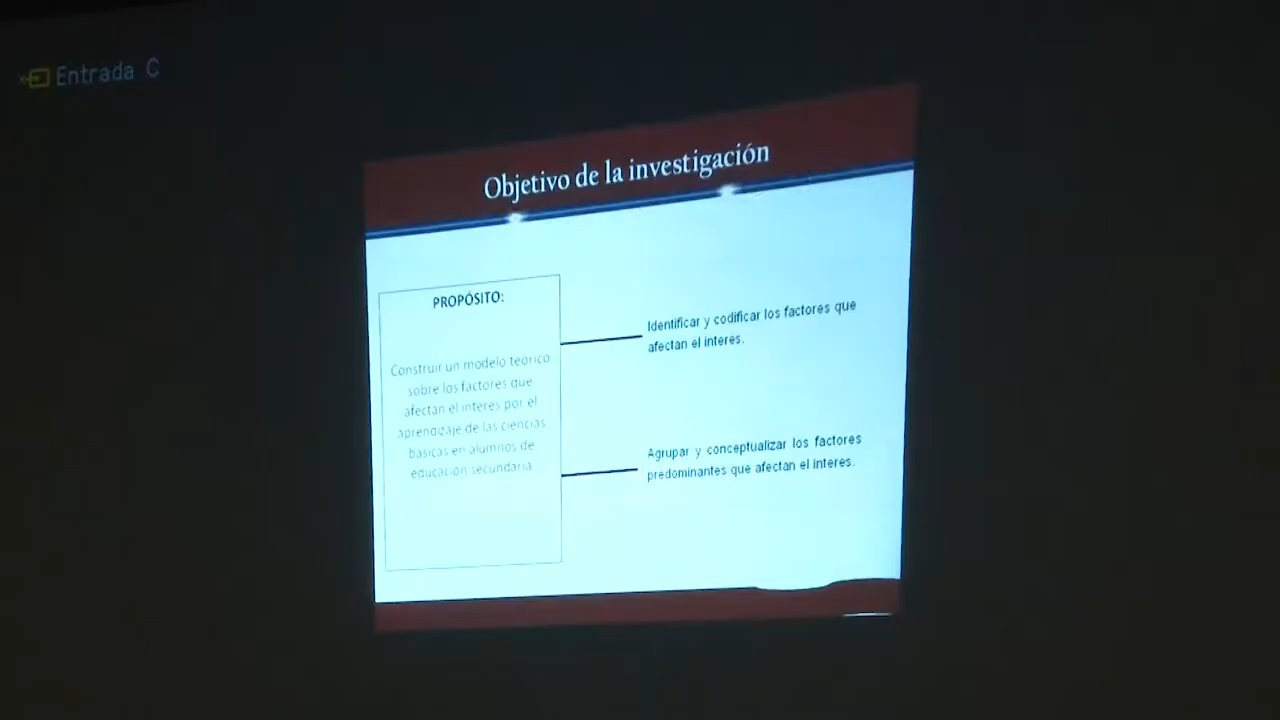 Entrada C
Objetivo de la investigación
PROPÓSITO:
Construir un modelo teórico
sobre los factores que
afectan el interes por el
aprendizaje de las ciencias
básicas en alumnos de
educación secundaria
Identificar y codificar los factores que
afectan el interes.
Agrupar y conceptualizar los factores
predominantes que afectan el interes.